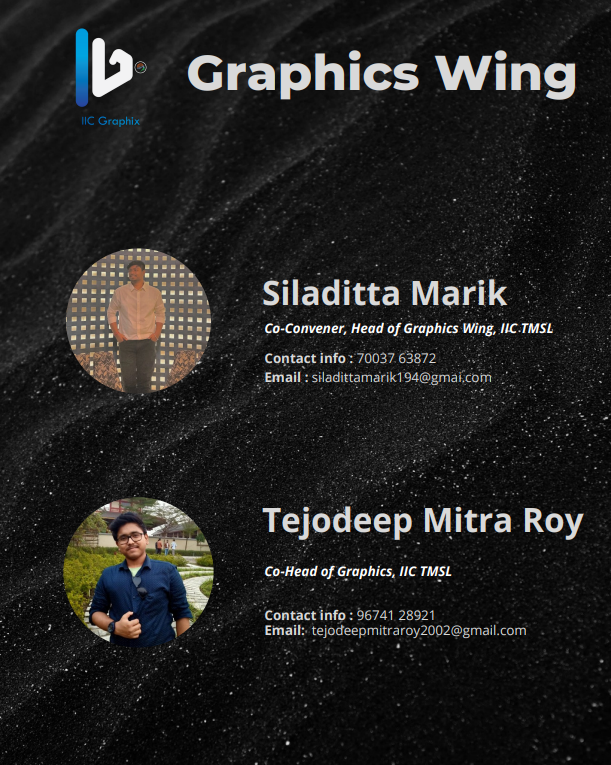 IIC Graphix
Graphics Wing
Siladitta Marik
Co-Convener, Head of Graphics Wing, IIC TMSL
Contact info : 70037 63872
Email : siladittamarik194@gmai.com
Tejodeep Mitra Roy
Co-Head of Graphics, IIC TMSL
Contact info : 96741 28921
Email: tejodeepmitraroy2002@gmail.com